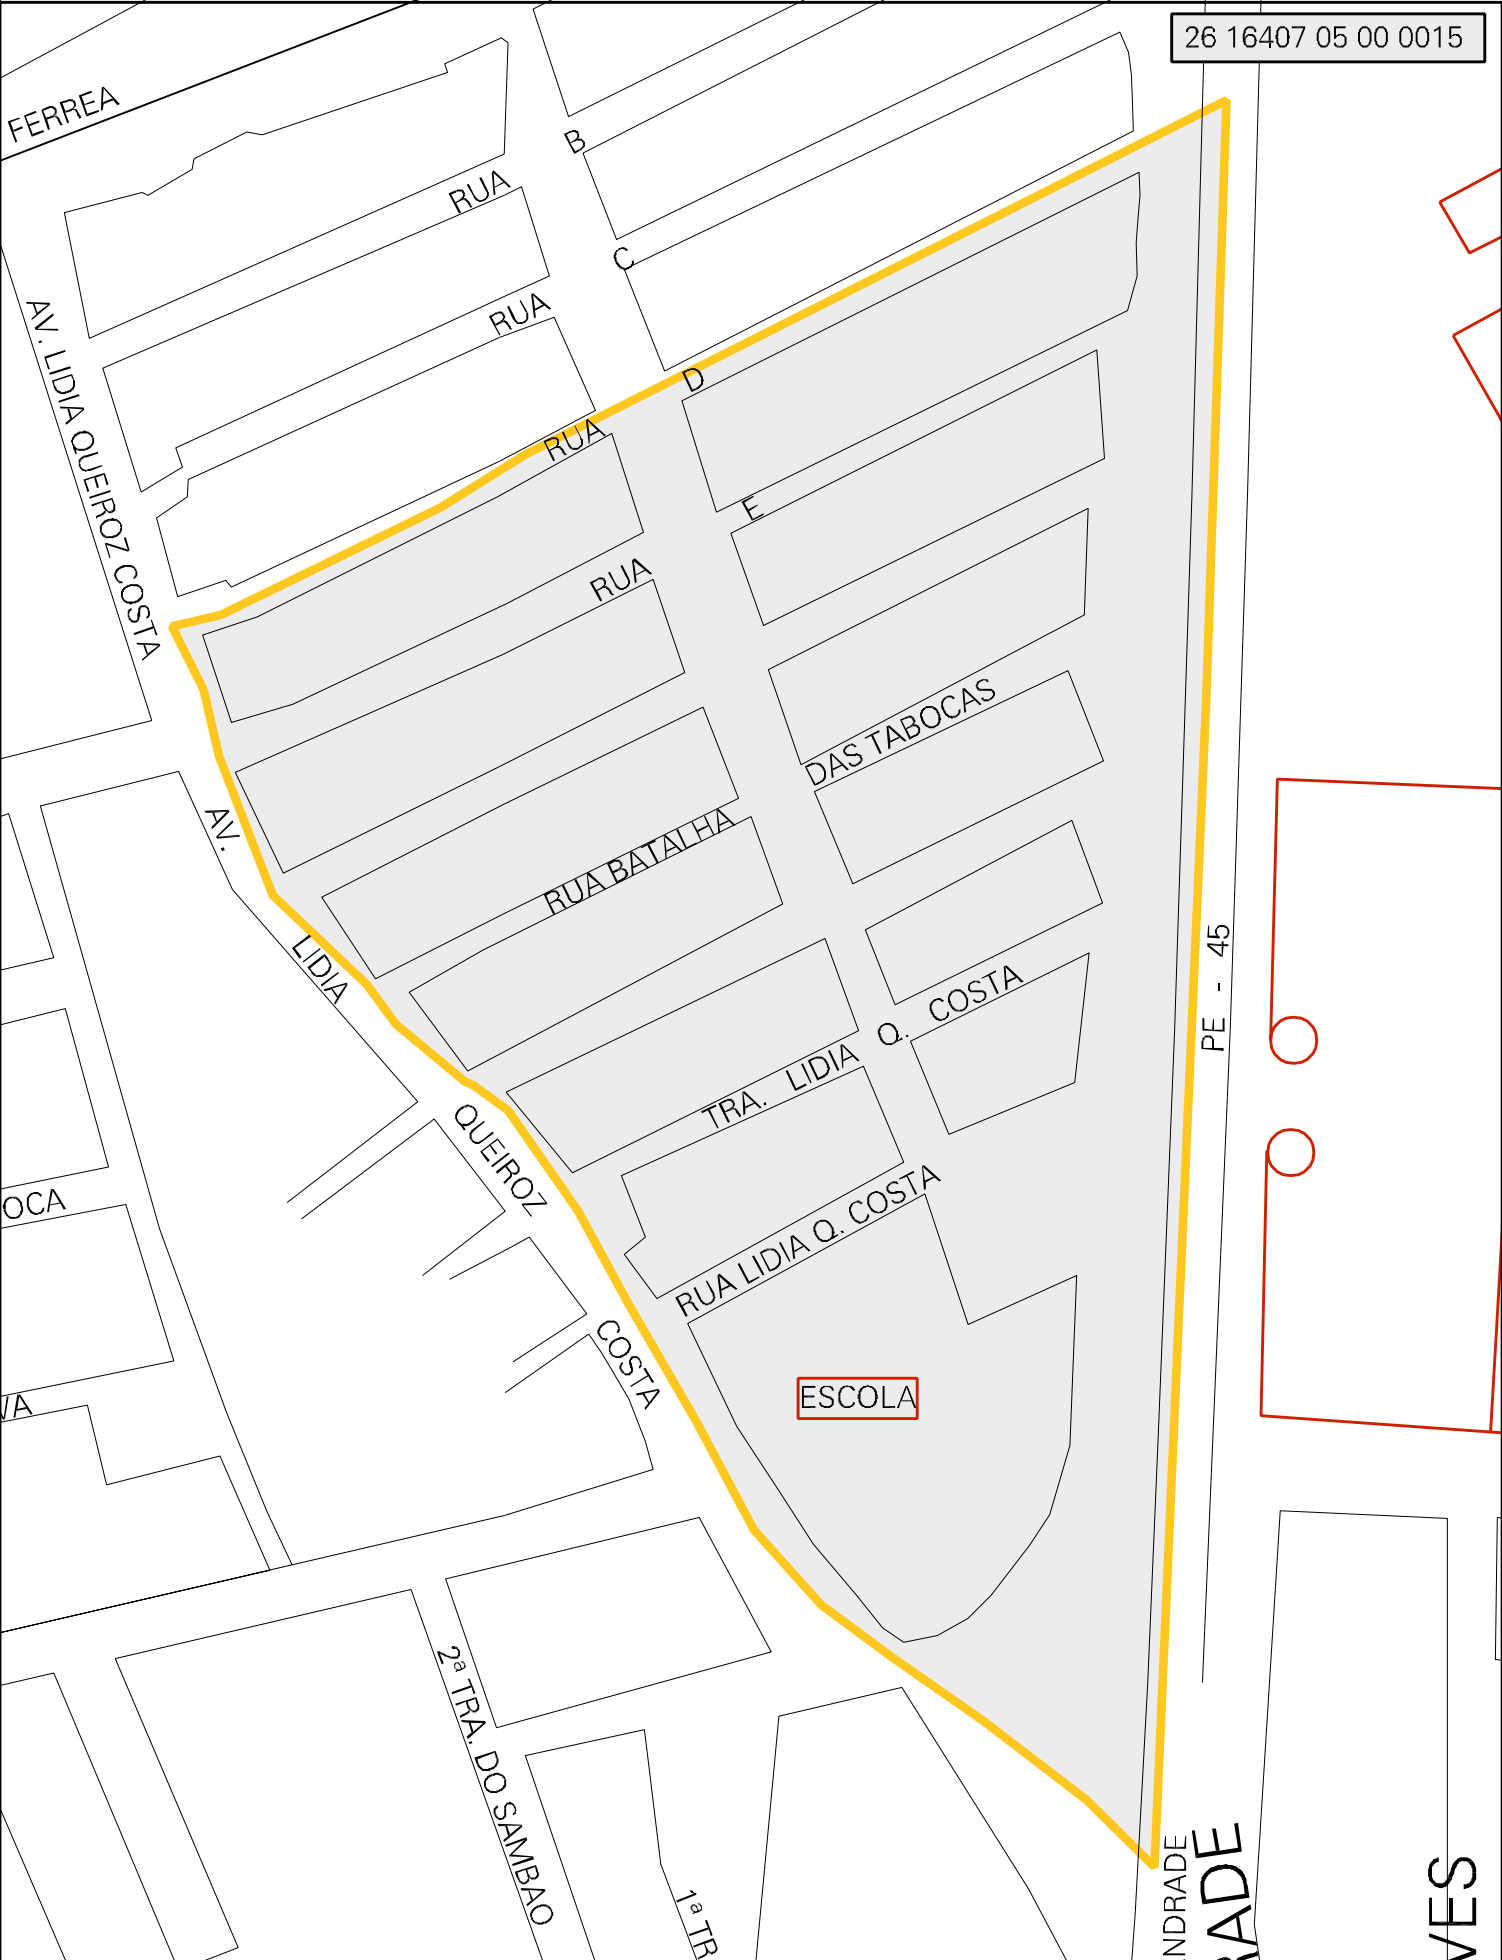 26 16407 05 00 0015
FERREA
B
RUA
C
RUA
AV. LIDIA QUEIROZ COSTA
D
RUA
E
RUA
DAS TABOCAS
RUA BATALHA
AV. LIDIA QUEIROZ COSTA
PE - 45
TRA. LIDIA Q. COSTA
OCA
RUA LIDIA Q. COSTA
ESCOLA
VA
2ª TRA. DO SAMBAO
1ª TR
NDRADE
RADE
VES